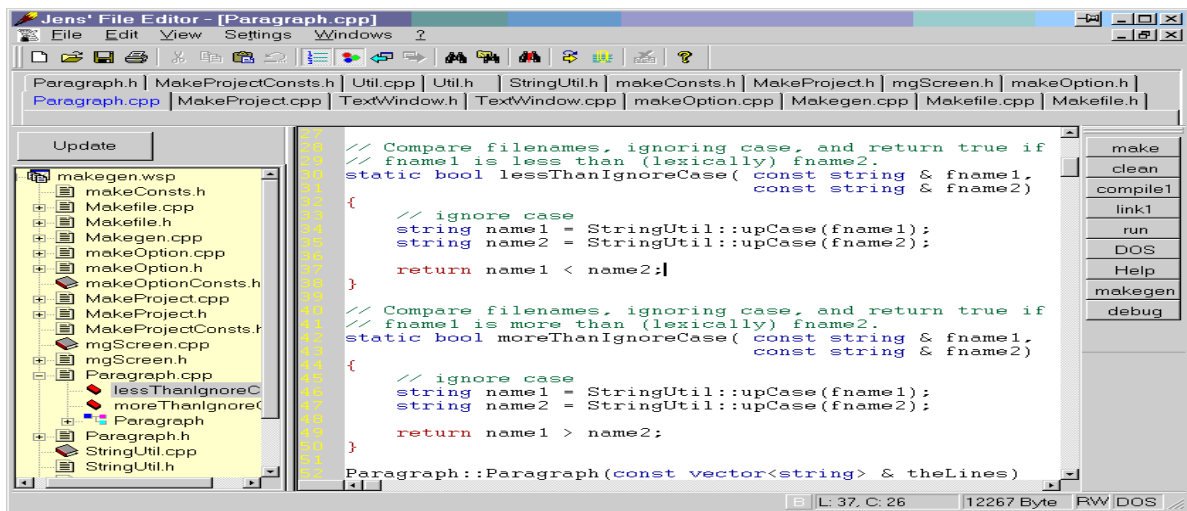 Jens' File Editor - [Paragraph.cpp]
File Edit View Settings Windows ?
Paragraph.h MakeProjectConsts.h Util.cpp Util.h StringUtil.h makeConsts.h MakeProject.h mgScreen.h makeOption.h
Paragraph.cpp MakeProject.cpp TextWindow.h TextWindow.cpp makeOption.cpp Makegen.cpp Makefile.cpp Makefile.h
Update
makegen.wsp
makeConsts.h
Makefile.cpp
Makefile.h
Makegen.cpp
makeOption.cpp
makeOption.h
makeOptionConsts.h
MakeProject.cpp
MakeProject.h
MakeProjectConsts.h
mgScreen.cpp
mgScreen.h
Paragraph.cpp
lessThanIgnoreC
moreThanIgnoreC
Paragraph
Paragraph.h
StringUtil.cpp
StringUtil.h
27
28 // Compare filenames, ignoring case, and return true if
29 // fname1 is less than (lexically) fname2.
30 static bool lessThanIgnoreCase( const string & fname1,
31 const string & fname2)
32 {
33 // ignore case
34 string name1 = StringUtil::upCase(fname1);
35 string name2 = StringUtil::upCase(fname2);
36
37 return name1 < name2;
38 }
39
40 // Compare filenames, ignoring case, and return true if
41 // fname1 is more than (lexically) fname2.
42 static bool moreThanIgnoreCase( const string & fname1,
43 const string & fname2)
44 {
45 // ignore case
46 string name1 = StringUtil::upCase(fname1);
47 string name2 = StringUtil::upCase(fname2);
48
49 return name1 > name2;
50 }
51
52 Paragraph::Paragraph(const vector<string> & theLines)
make
clean
compile1
link1
run
DOS
Help
makegen
debug
B L: 37, C: 26 12267 Byte RW DOS